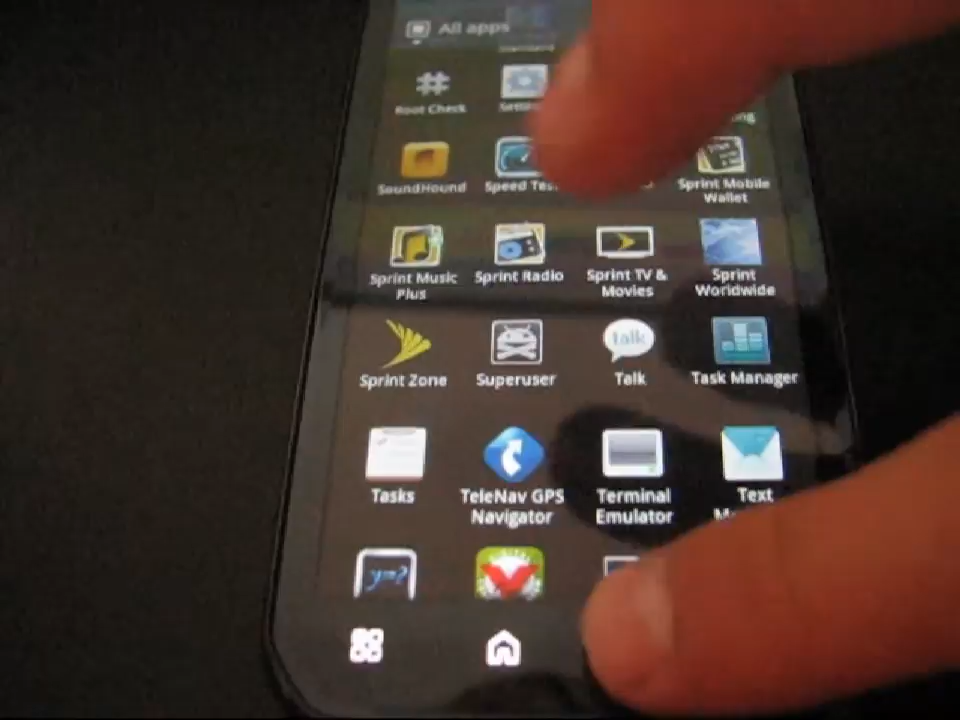 All apps
Root Check
SoundHound
Speed Test
Sprint Mobile
Wallet
Sprint Music
Plus
Sprint Radio
Sprint TV &
Movies
Sprint
Worldwide
Sprint Zone
Superuser
talk
Talk
Task Manager
Tasks
TeleNav GPS
Navigator
Terminal
Emulator
Text
y=?